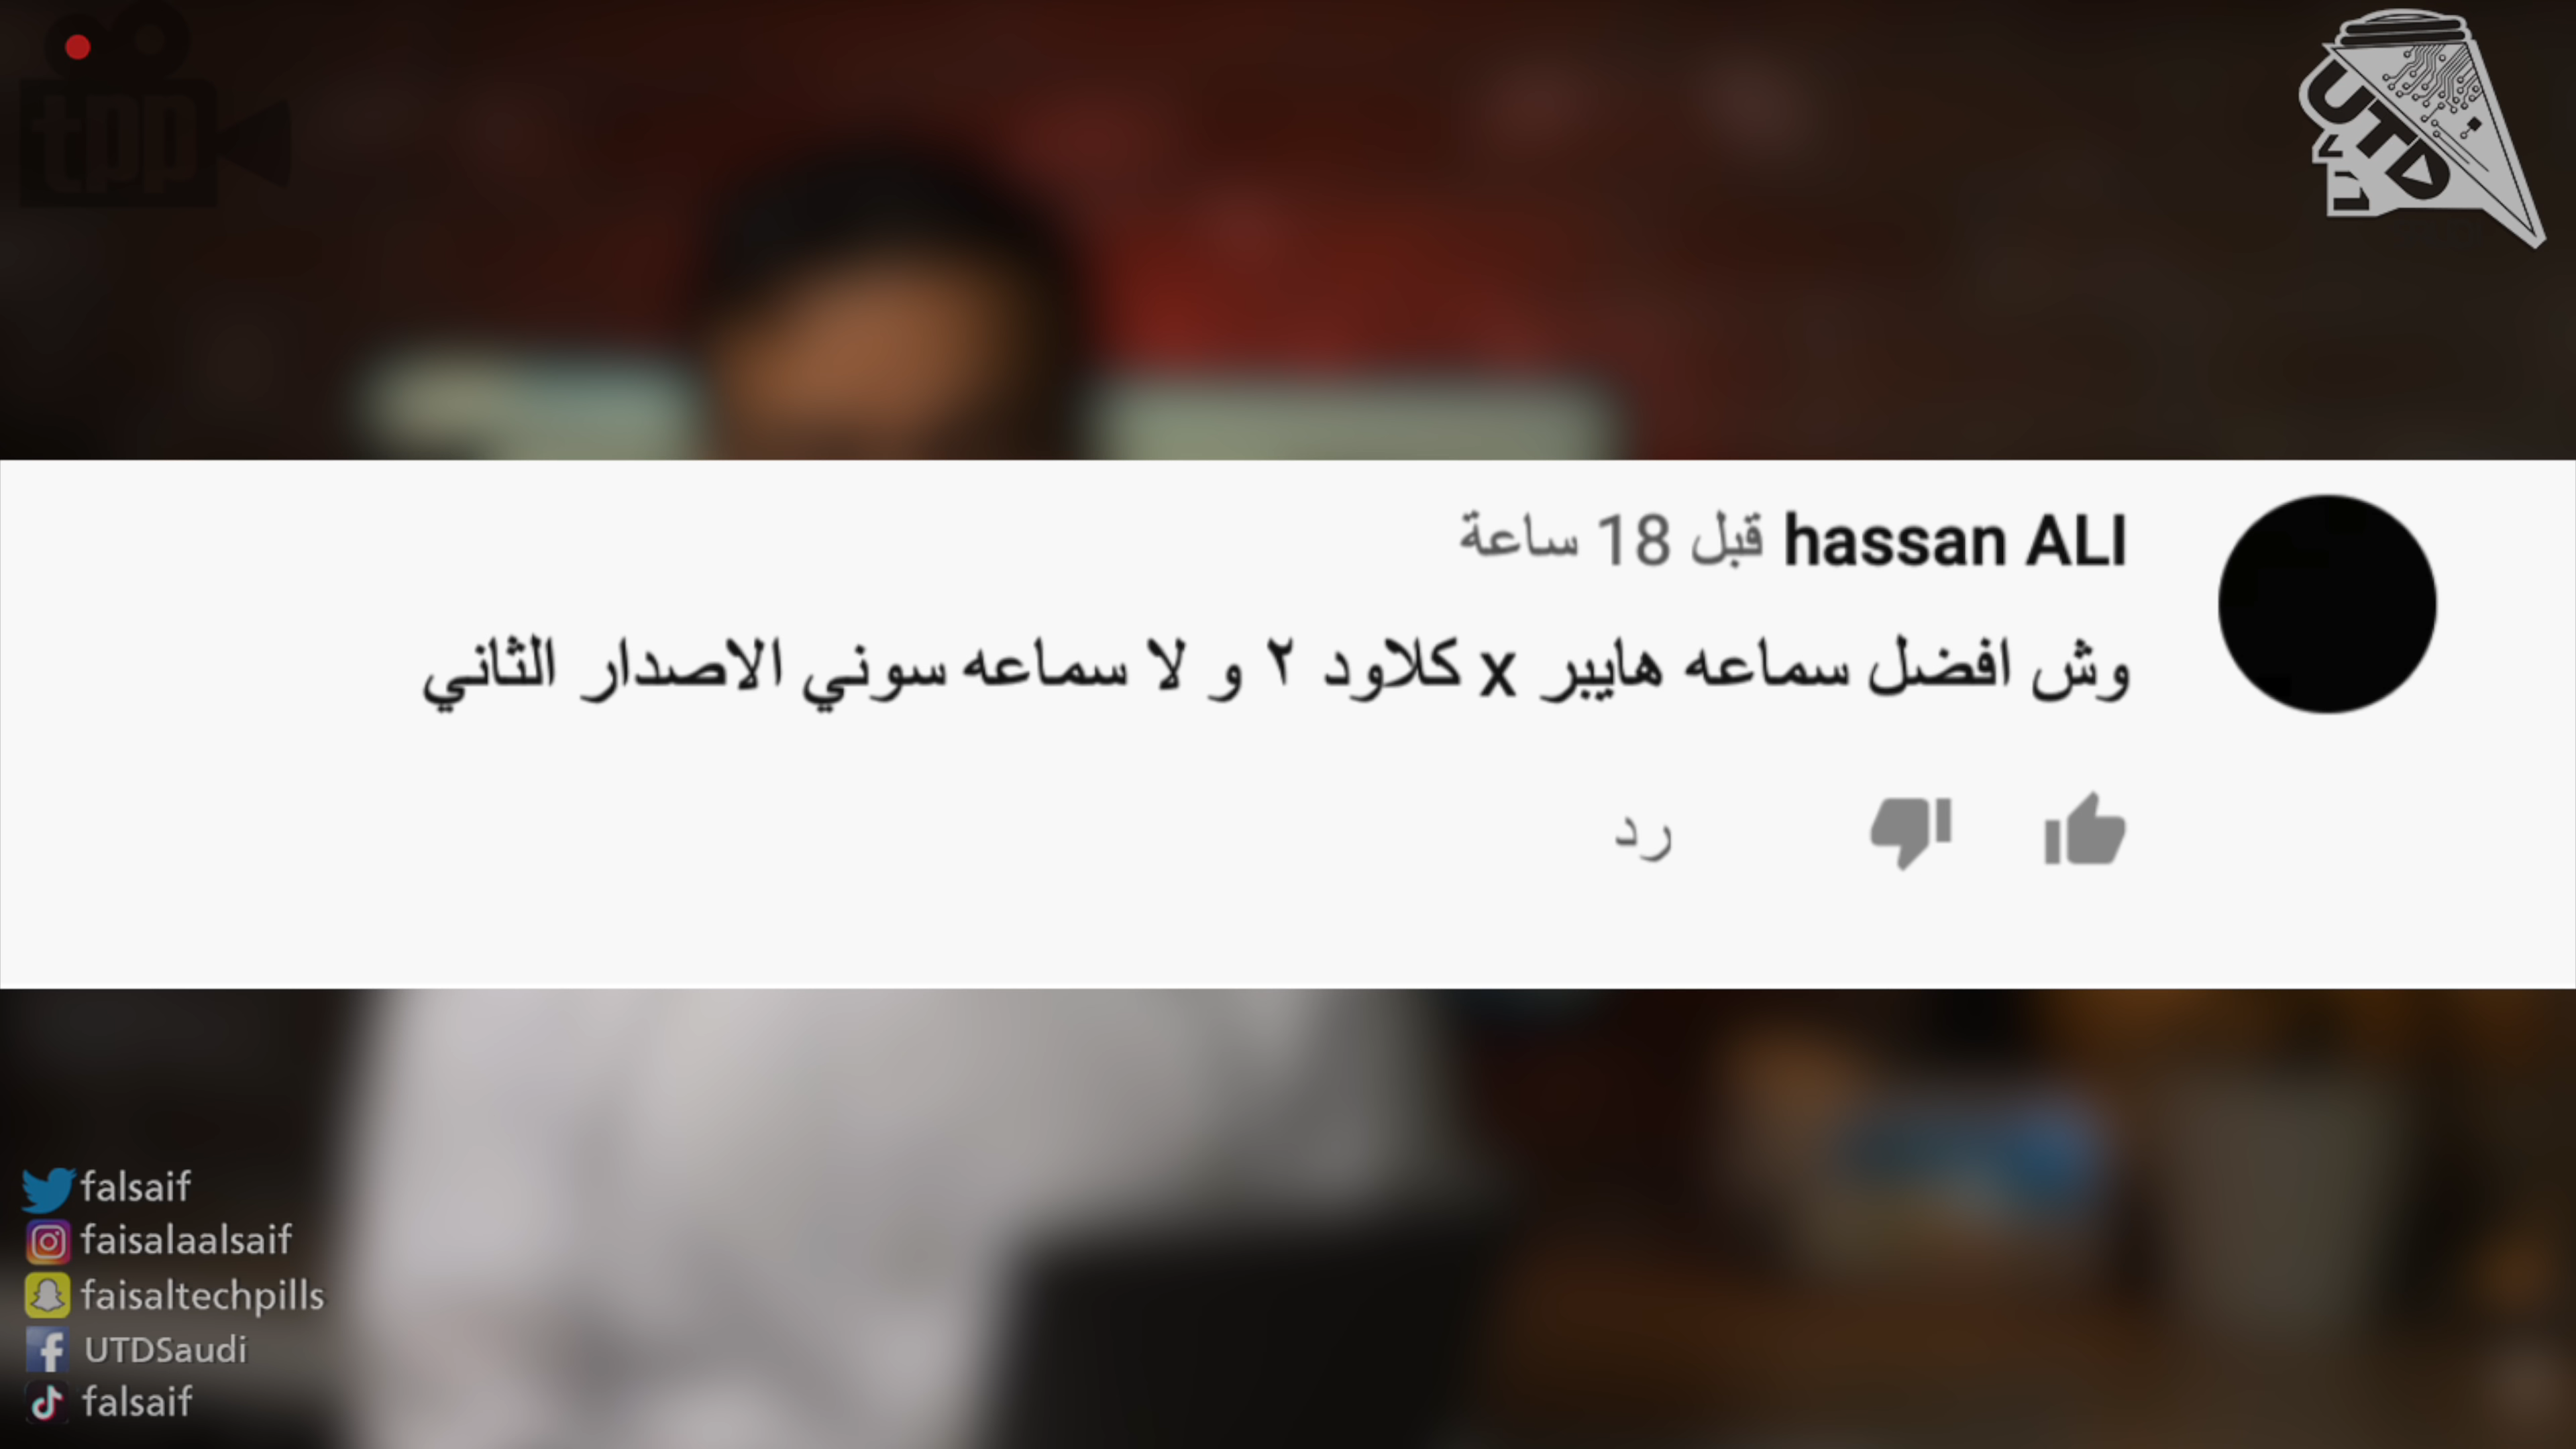 tpp
UTD
hassan ALI قبل 18 ساعة
وش افضل سماعه هايبر x كلاود ٢ و لا سماعه سوني الاصدار الثاني
رد
falsaif
faisalaalsaif
faisaltechpills
UTDSaudi
falsaif